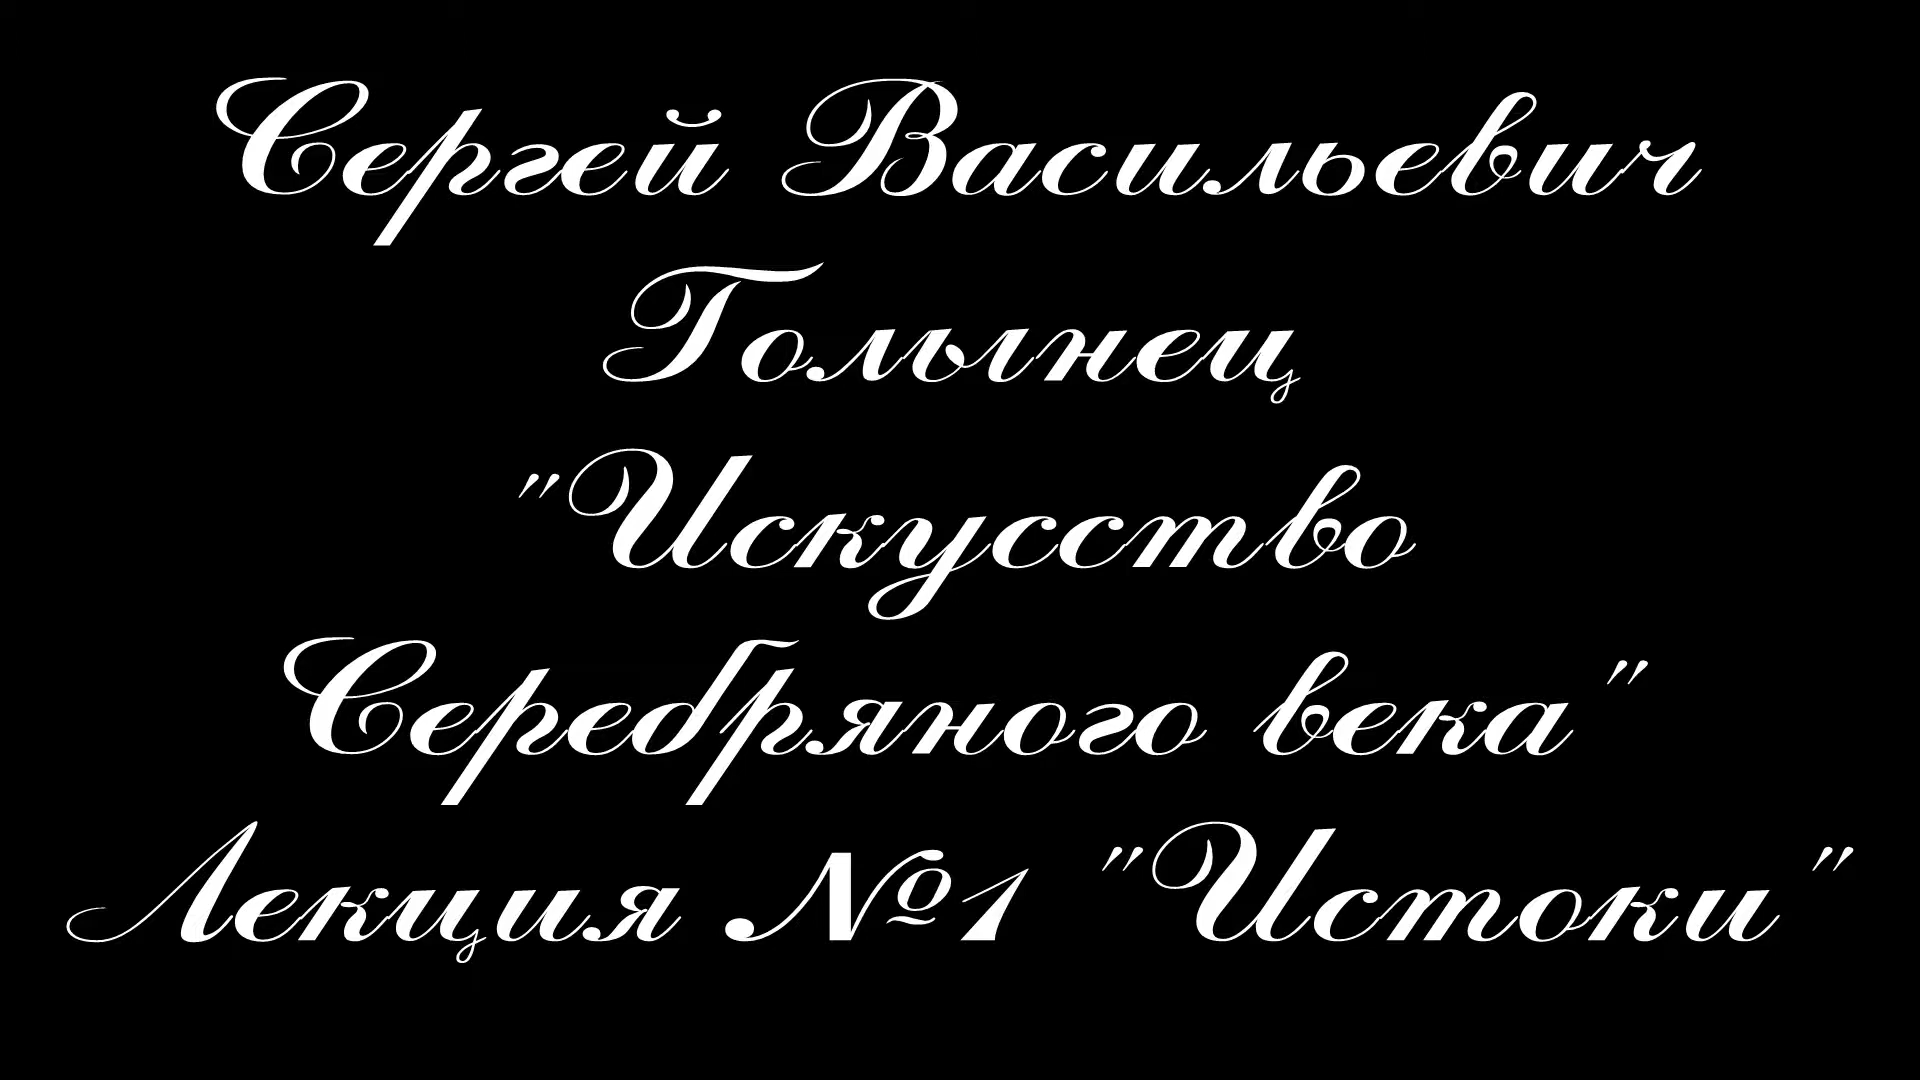 Сергей Васильевич
Голынец
"Искусство
Серебряного века"
Лекция №1 "Истоки"